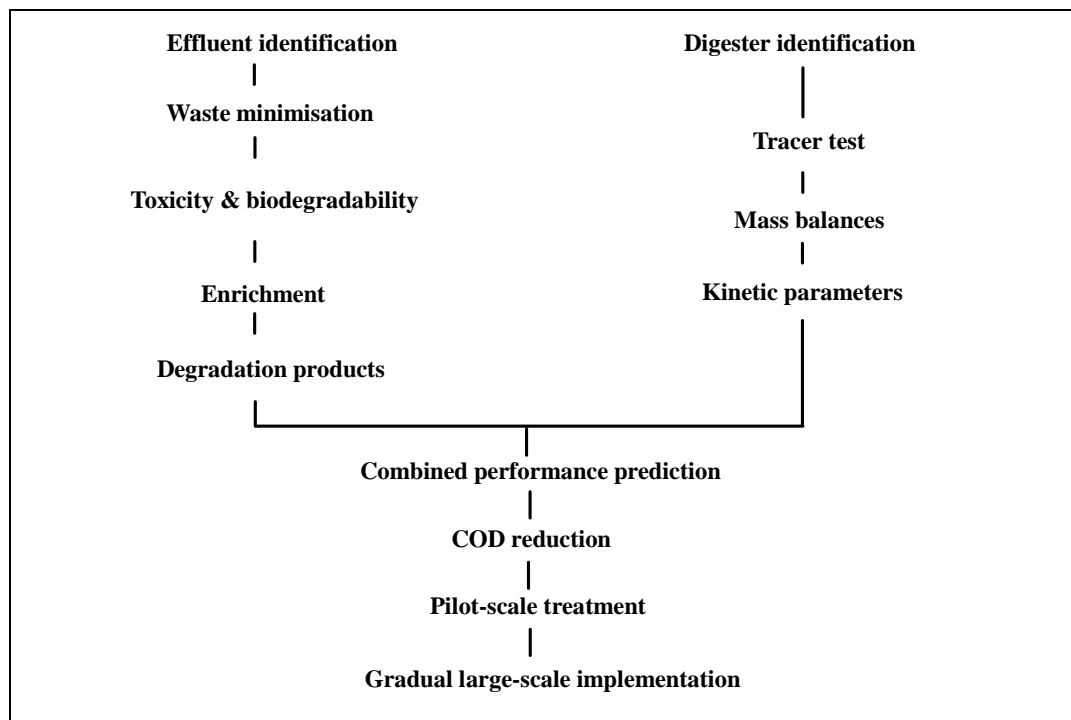 Effluent identification
Waste minimisation
Toxicity & biodegradability
Enrichment
Degradation products
Digester identification
Tracer test
Mass balances
Kinetic parameters
Combined performance prediction
COD reduction
Pilot-scale treatment
Gradual large-scale implementation